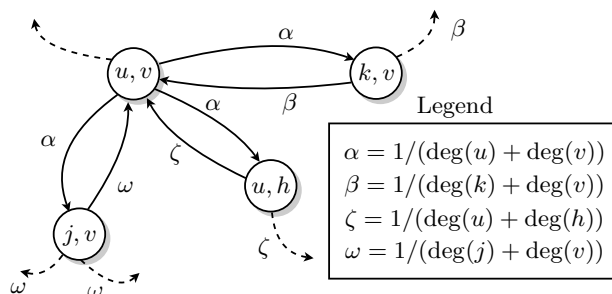 α
β
u, v
k, v
β
α
Legend
α
ζ
ω
u, h
α = 1/(deg(u) + deg(v))
β = 1/(deg(k) + deg(v))
ζ = 1/(deg(u) + deg(h))
ω = 1/(deg(j) + deg(v))
j, v
ζ
ω
ω